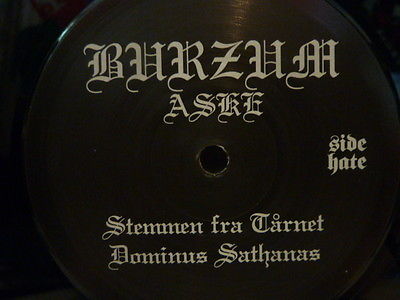 BURZUM
ASKE
side
hate
Stemmen fra Tårnet
Dominus Sathanas